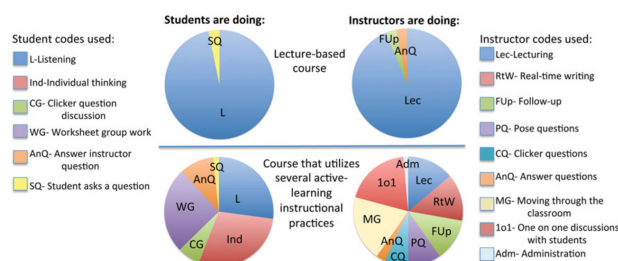 Students are doing:
Instructors are doing:
Student codes used:
L-Listening
Ind-Individual thinking
CG- Clicker question
discussion
WG- Worksheet group work
AnQ- Answer instructor
question
SQ- Student asks a question
SQ
L
Lecture-based
course
FUp
AnQ
Lec
SQ
AnQ
L
WG
CG
Ind
Course that utilizes
several active-
learning
instructional
practices
Adm
1o1
Lec
RtW
MG
FUp
AnQ
CQ
PQ
Instructor codes used:
Lec-Lecturing
RtW- Real-time writing
FUp- Follow-up
PQ- Pose questions
CQ- Clicker questions
AnQ- Answer questions
MG- Moving through the
classroom
1o1- One on one discussions
with students
Adm- Administration